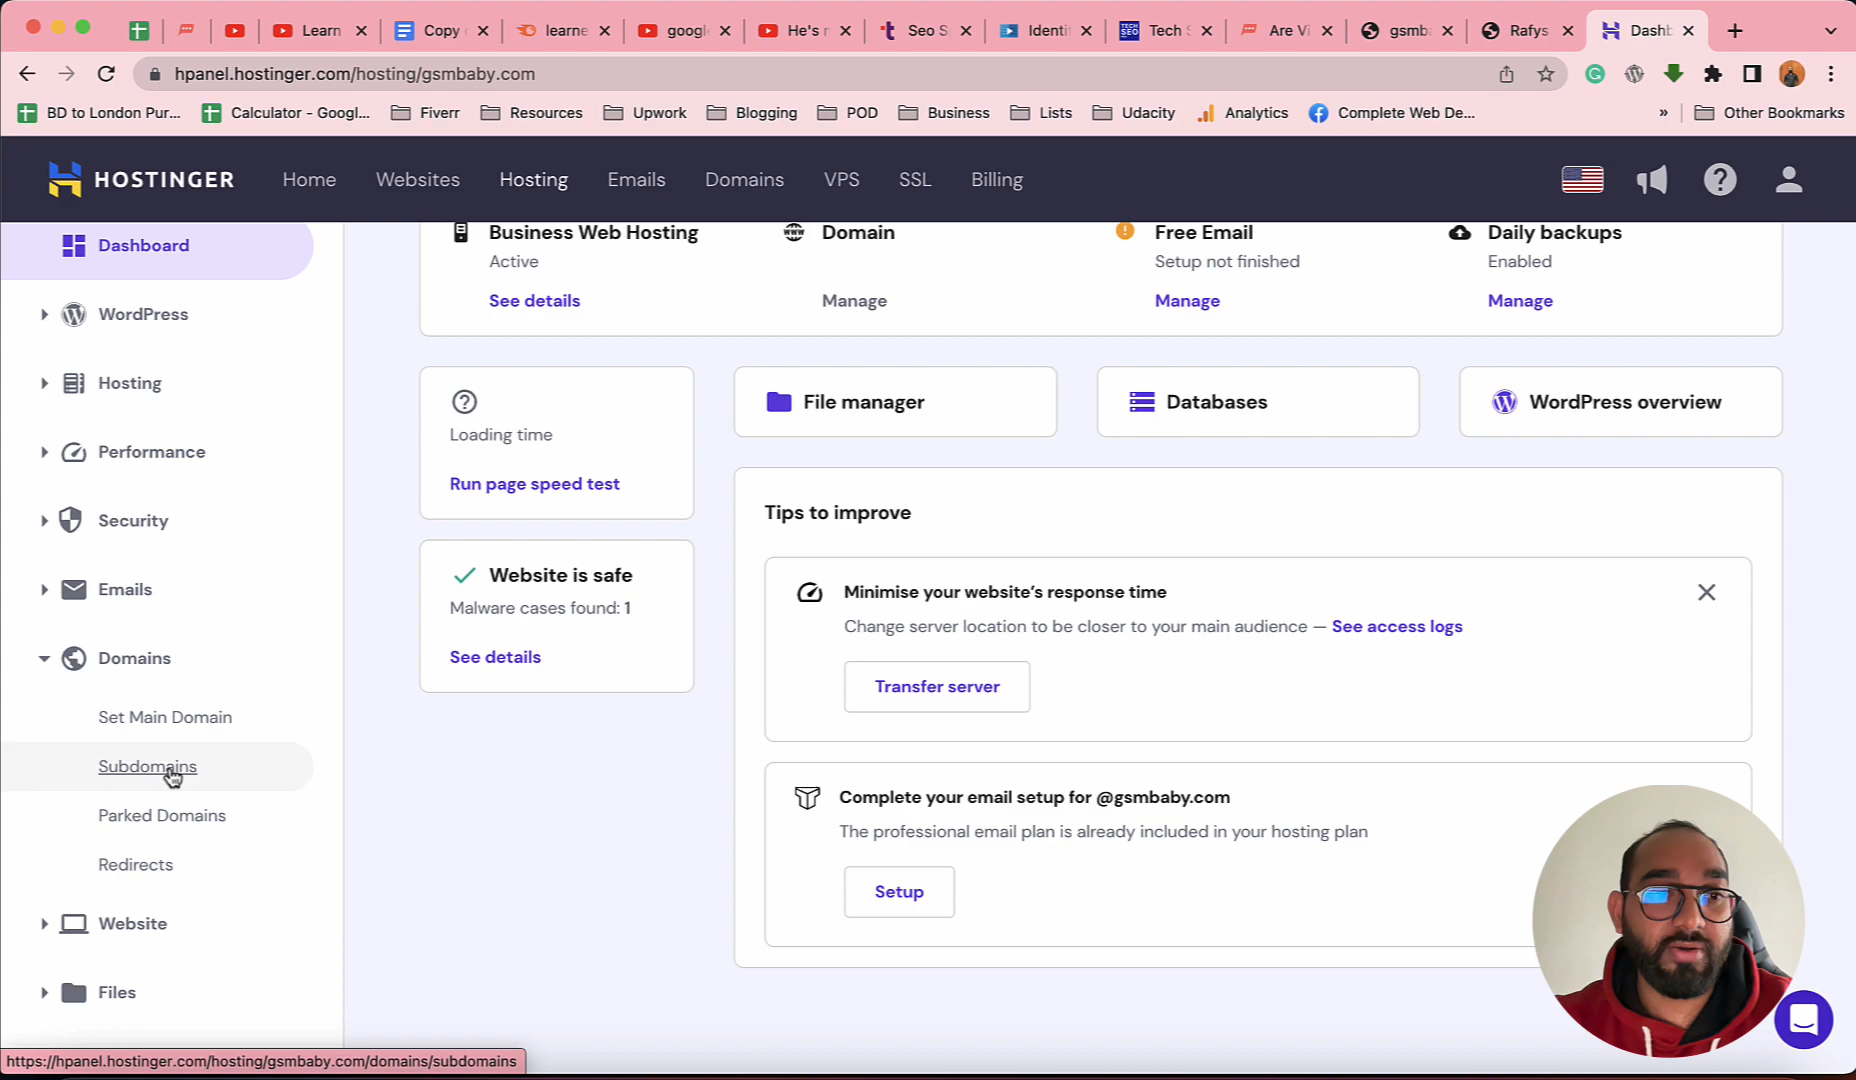 Learn
Copy
learne
googl
He's n
Seo S
Identi
Tech S
Are Vi
gsmb
Rafys
Dashb
hpanel.hostinger.com/hosting/gsmbaby.com
BD to London Pur...
Calculator - Googl...
Fiverr
Resources
Upwork
Blogging
POD
Business
Lists
Udacity
Analytics
Complete Web De...
»
Other Bookmarks
HOSTINGER
Home
Websites
Hosting
Emails
Domains
VPS
SSL
Billing
Dashboard
WordPress
Hosting
Performance
Security
Emails
Domains
Set Main Domain
Subdomains
Parked Domains
Redirects
Website
Files
Business Web Hosting
Active
See details
Domain
Manage
Free Email
Setup not finished
Manage
Daily backups
Enabled
Manage
Loading time
Run page speed test
File manager
Databases
WordPress overview
Website is safe
Malware cases found: 1
See details
Tips to improve
Minimise your website's response time
Change server location to be closer to your main audience — See access logs
Transfer server
Complete your email setup for @gsmbaby.com
The professional email plan is already included in your hosting plan
Setup
https://hpanel.hostinger.com/hosting/gsmbaby.com/domains/subdomains